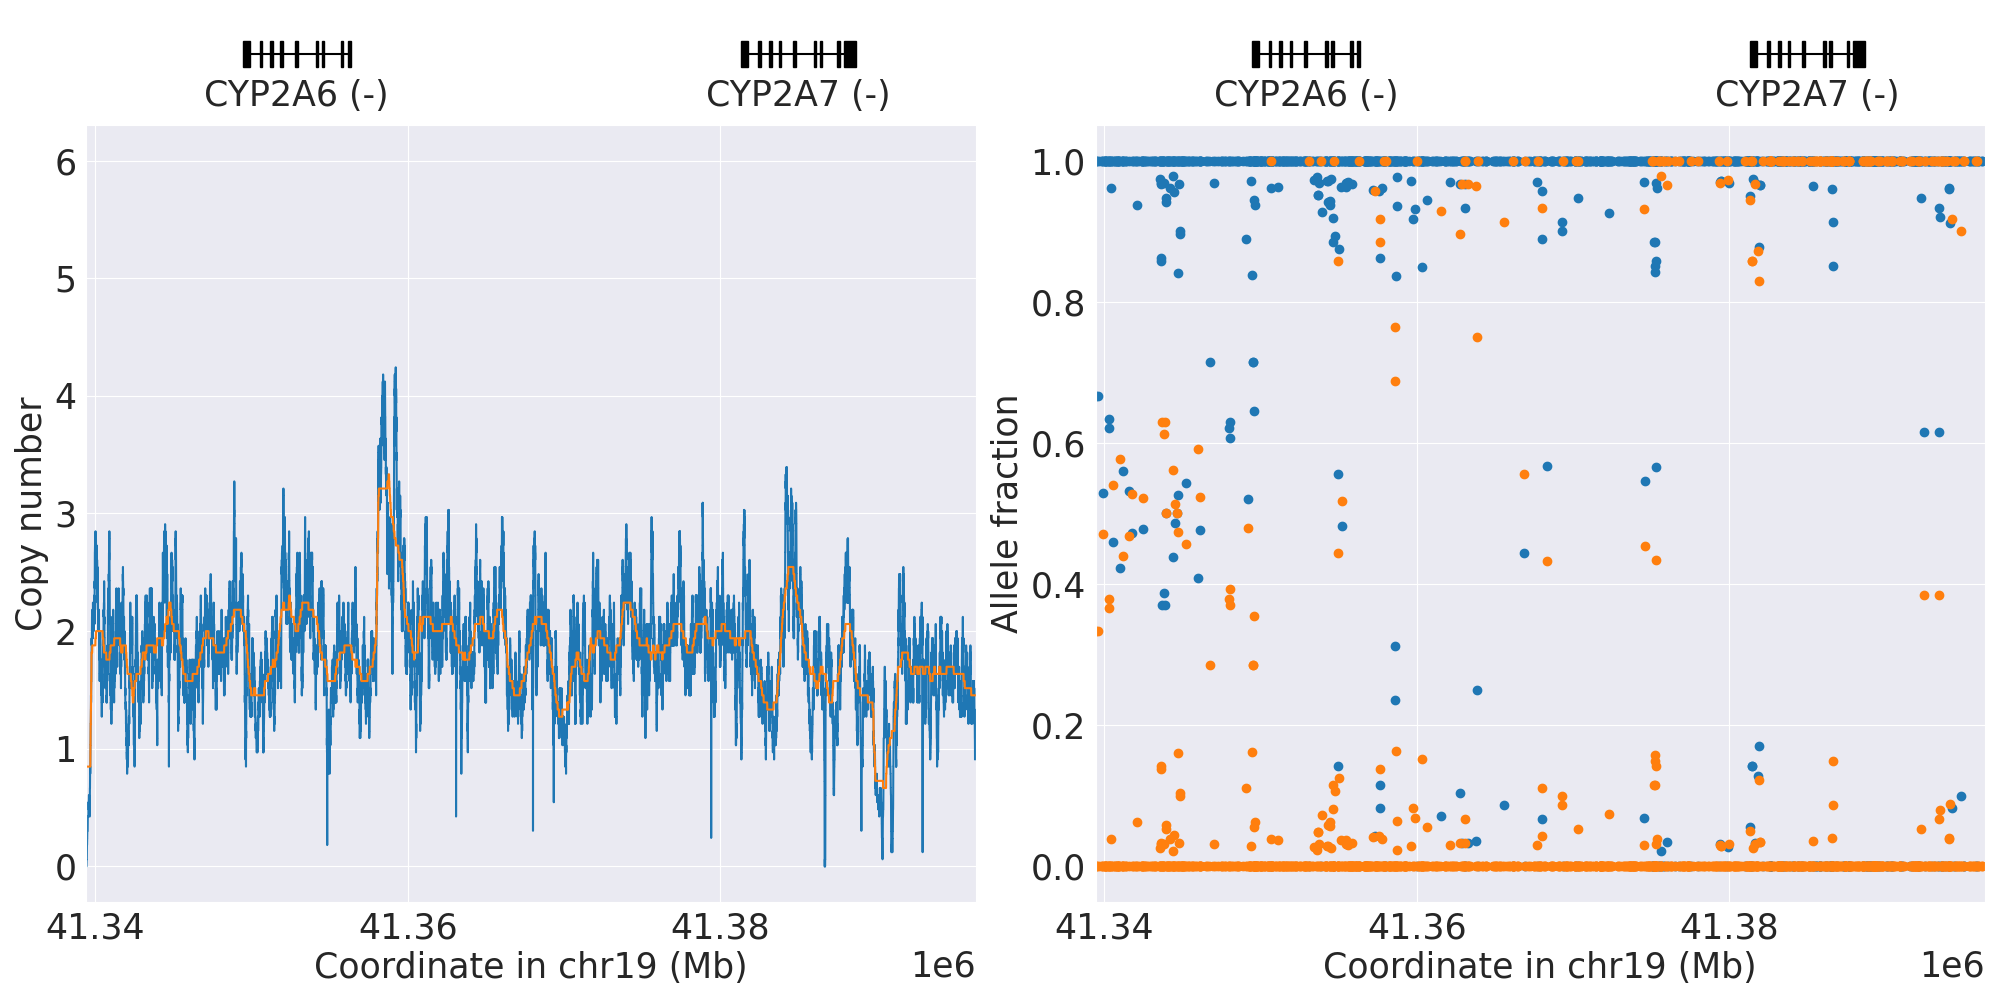 CYP2A6 (-) CYP2A7 (-)
CYP2A6 (-) CYP2A7 (-)
Copy number
6
5
4
3
2
1
0
41.34 41.36 41.38
Coordinate in chr19 (Mb) 1e6
Allele fraction
1.0
0.8
0.6
0.4
0.2
0.0
41.34 41.36 41.38
Coordinate in chr19 (Mb) 1e6